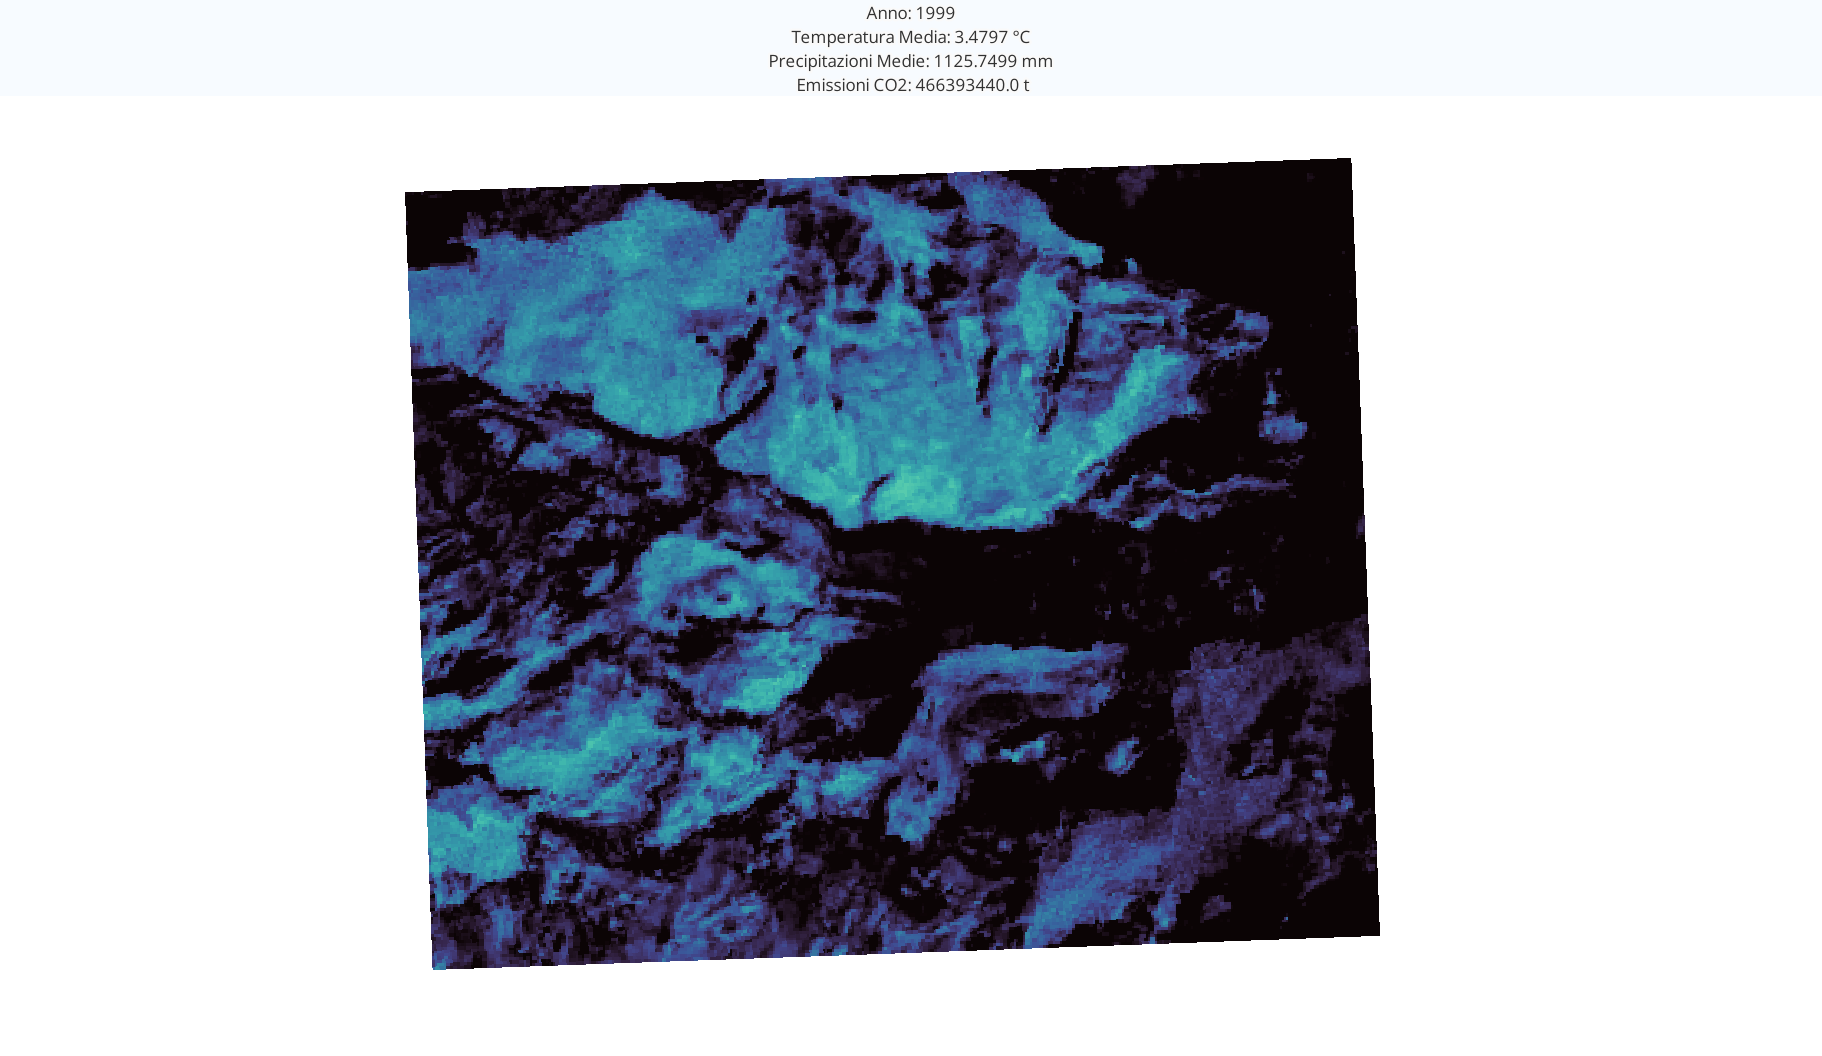 Anno: 1999
Temperatura Media: 3.4797 °C
Precipitazioni Medie: 1125.7499 mm
Emissioni CO2: 466393440.0 t